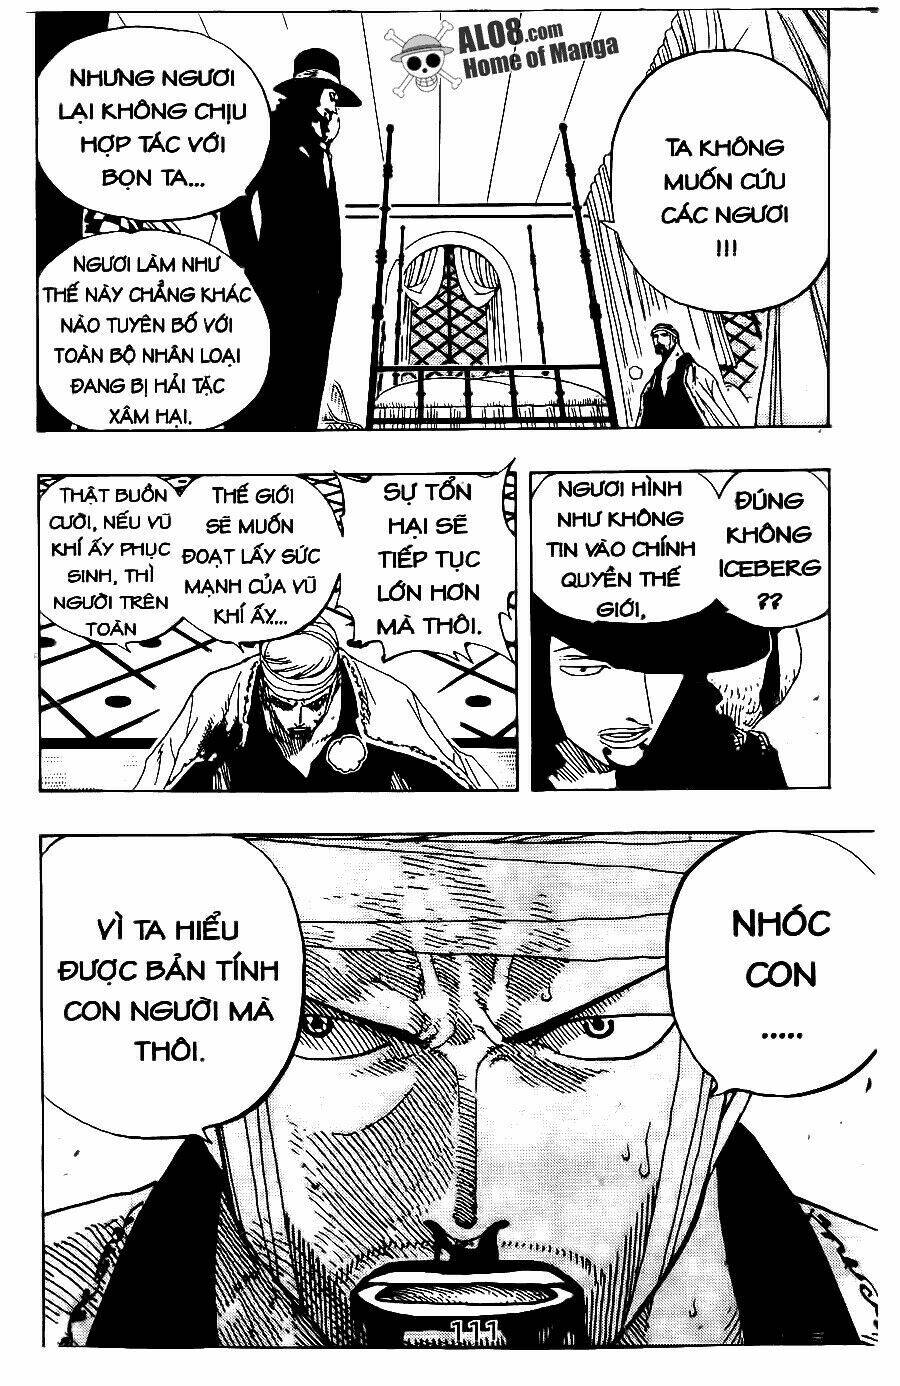 ALO8.com
Home of Manga
TA KHÔNG
MUỐN CỨU
CÁC NGƯƠI
!!!
NHƯNG NGƯƠI
LẠI KHÔNG CHỊU
HỢP TÁC VỚI
BỌN TA...
NGƯƠI LÀM NHƯ
THẾ NÀY CHẲNG KHÁC
NÀO TUYÊN BỐ VỚI
TOÀN BỘ NHÂN LOẠI
ĐANG BỊ HẢI TẶC
XÂM HẠI.
ĐÚNG
KHÔNG
ICEBERG
??
NGƯƠI HÌNH
NHƯ KHÔNG
TIN VÀO CHÍNH
QUYỀN THẾ
GIỚI,
SỰ TỔN
HẠI SẼ
TIẾP TỤC
LỚN HƠN
MÀ THÔI.
THẾ GIỚI
SẼ MUỐN
ĐOẠT LẤY SỨC
MẠNH CỦA VŨ
KHÍ ẤY....
THẬT BUỒN
CƯỜI, NẾU VŨ
KHÍ ẤY PHỤC
SINH, THÌ
NGƯỜI TRÊN
TOÀN
NHÓC
CON
.....
VÌ TA HIỂU
ĐƯỢC BẢN TÍNH
CON NGƯỜI MÀ
THÔI.
111